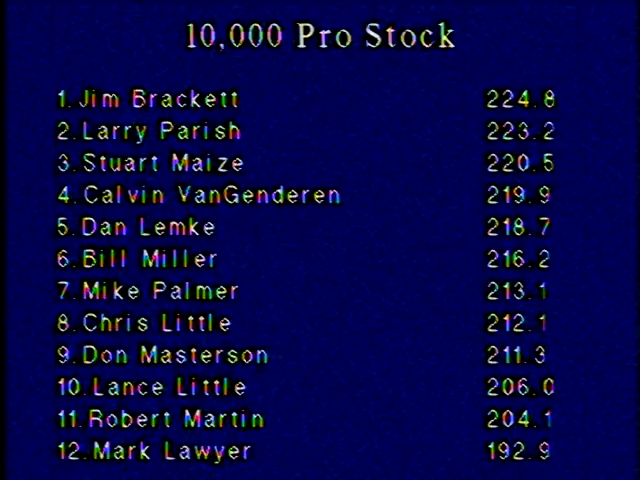 10,000 Pro Stock
1. Jim Brackett 224.8
2. Larry Parish 223.2
3. Stuart Maize 220.5
4. Calvin VanGenderen 219.9
5. Dan Lemke 218.7
6. Bill Miller 216.2
7. Mike Palmer 213.1
8. Chris Little 212.1
9. Don Masterson 211.3
10. Lance Little 206.0
11. Robert Martin 204.1
12. Mark Lawyer 192.9